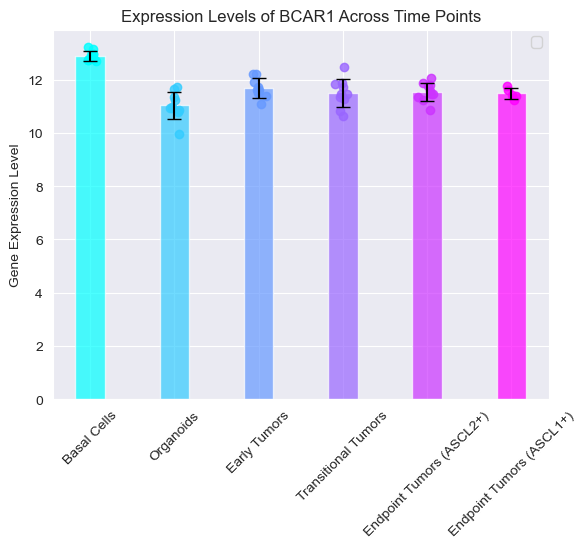 Expression Levels of BCAR1 Across Time Points
Gene Expression Level
12
10
8
6
4
2
0
Basal Cells
Organoids
Early Tumors
Transitional Tumors
Endpoint Tumors (ASCL2+)
Endpoint Tumors (ASCL1+)